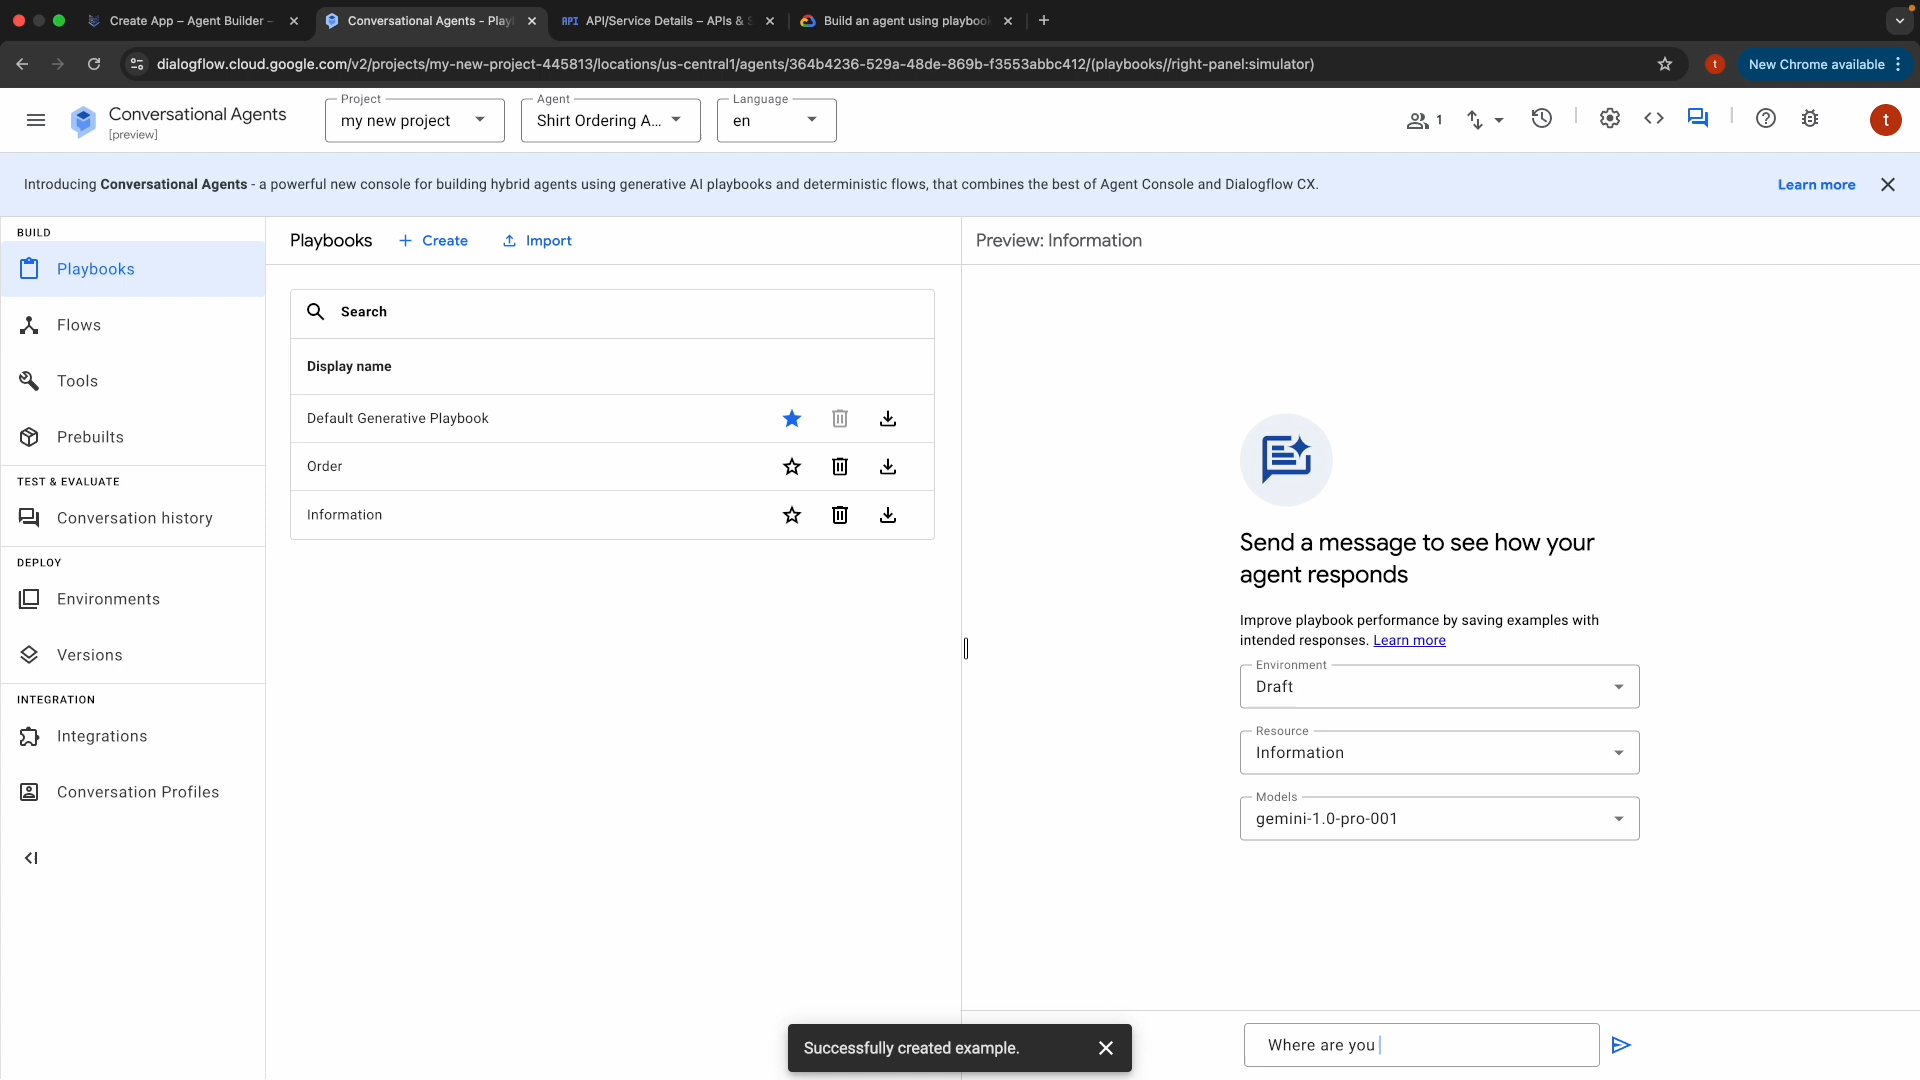 Create App – Agent Builder –
Conversational Agents - Play
API API/Service Details – APIs & S
Build an agent using playbook
dialogflow.cloud.google.com/v2/projects/my-new-project-445813/locations/us-central1/agents/364b4236-529a-48de-869b-f3553abbc412/(playbooks//right-panel:simulator)
t
New Chrome available
Conversational Agents
[preview]
Project
my new project
Agent
Shirt Ordering A...
Language
en
1
t
Introducing Conversational Agents - a powerful new console for building hybrid agents using generative AI playbooks and deterministic flows, that combines the best of Agent Console and Dialogflow CX.
Learn more
BUILD
Playbooks
Flows
Tools
Prebuilts
TEST & EVALUATE
Conversation history
DEPLOY
Environments
Versions
INTEGRATION
Integrations
Conversation Profiles
Playbooks
Create
Import
Search
Display name
Default Generative Playbook
Order
Information
Preview: Information
Send a message to see how your
agent responds
Improve playbook performance by saving examples with
intended responses. Learn more
Environment
Draft
Resource
Information
Models
gemini-1.0-pro-001
Successfully created example.
Where are you